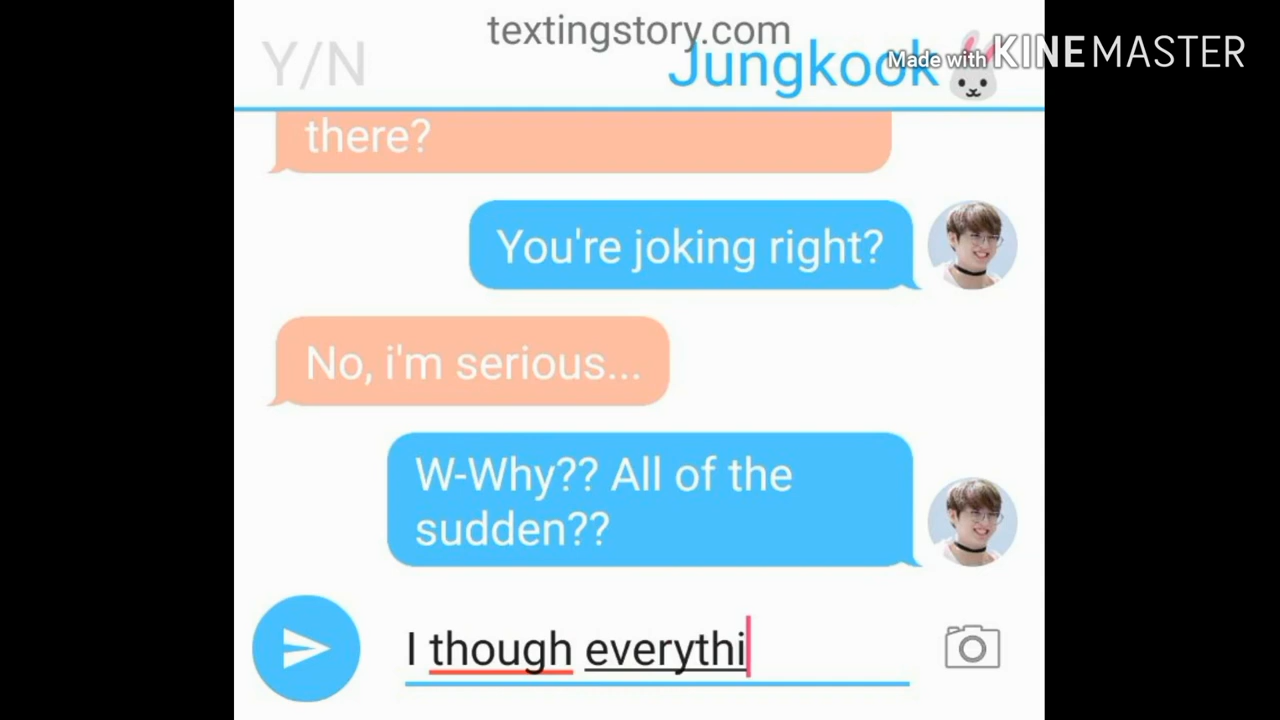 textingstory.com
Y/N
Jungkook
Made with KINEMASTER
there?
You're joking right?
No, i'm serious...
W-Why?? All of the
sudden??
I though everythi